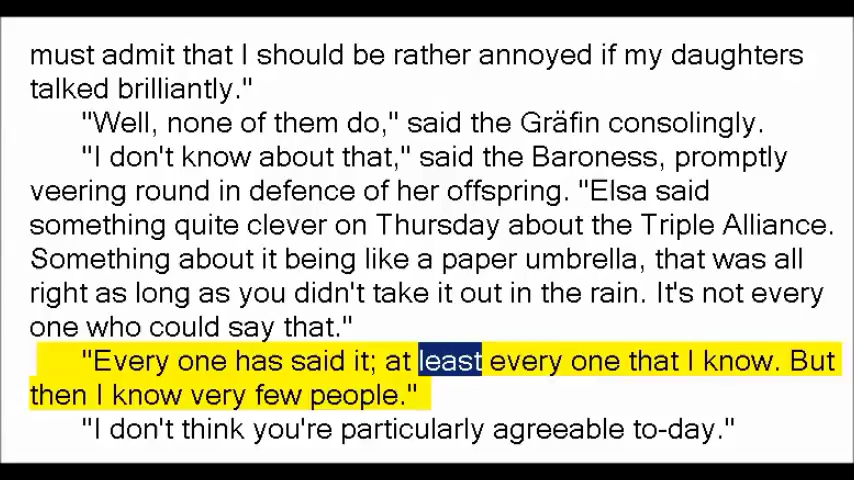 must admit that I should be rather annoyed if my daughters
talked brilliantly."
"Well, none of them do," said the Gräfin consolingly.
"I don't know about that," said the Baroness, promptly
veering round in defence of her offspring. "Elsa said
something quite clever on Thursday about the Triple Alliance.
Something about it being like a paper umbrella, that was all
right as long as you didn't take it out in the rain. It's not every
one who could say that."
"Every one has said it; at least every one that I know. But
then I know very few people."
"I don't think you're particularly agreeable to-day."